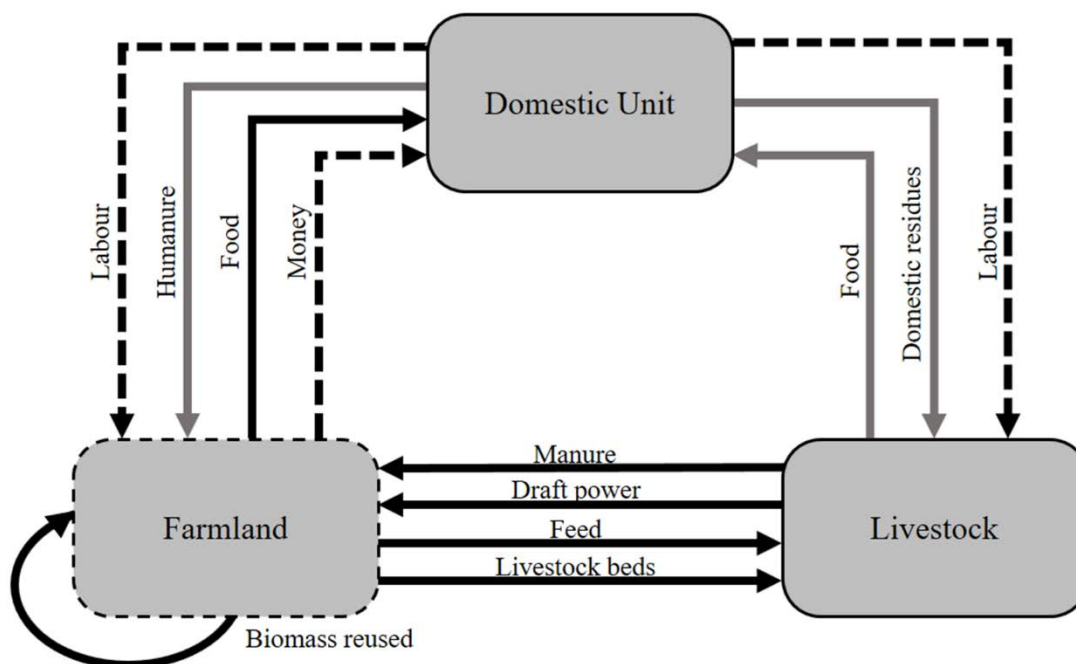 Domestic Unit
Labour
Humanure
Food
Money
Food
Domestic residues
Labour
Manure
Draft power
Feed
Livestock beds
Farmland
Livestock
Biomass reused